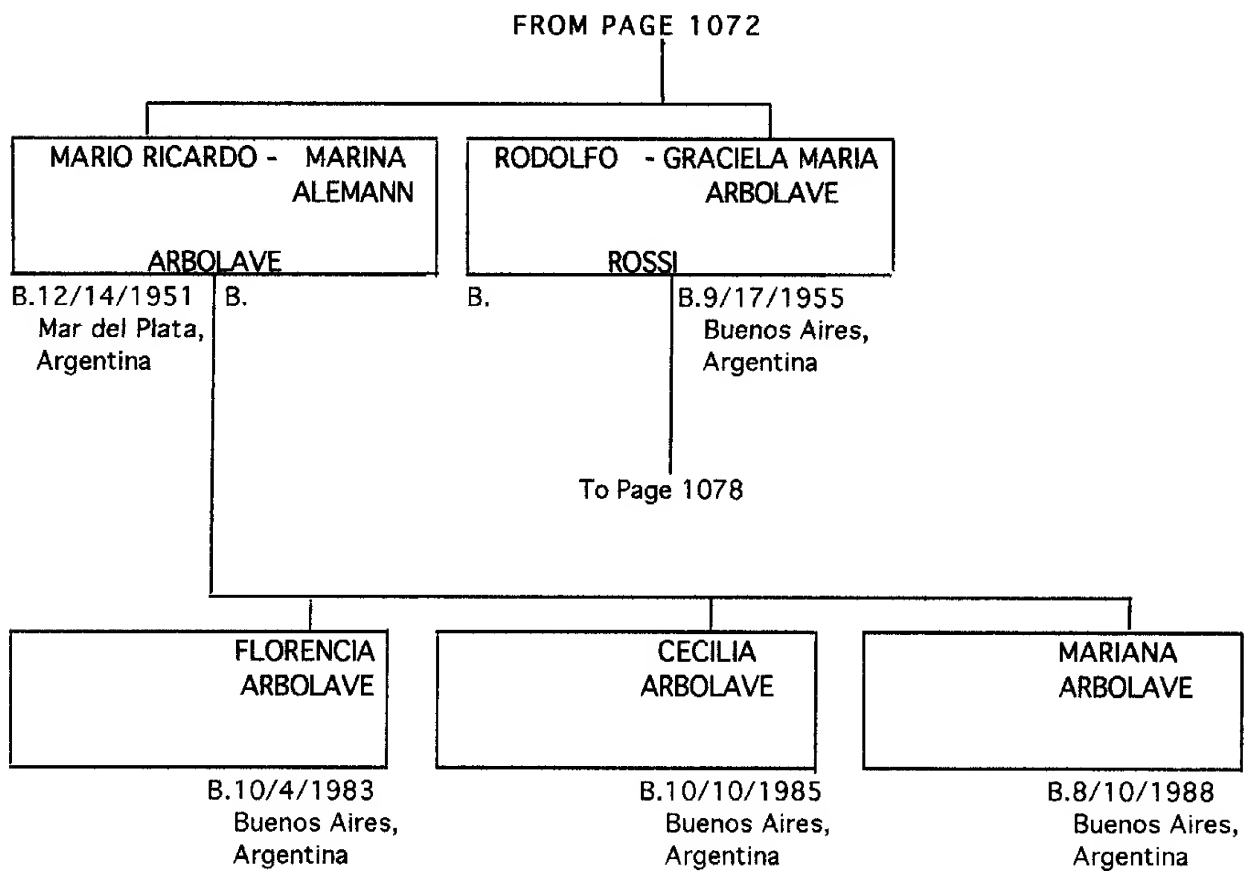 FROM PAGE 1072
MARIO RICARDO - MARINA
ALEMANN
ARBOLAVE
B.12/14/1951 B.
Mar del Plata,
Argentina
RODOLFO - GRACIELA MARIA
ARBOLAVE
ROSSI
B. B.9/17/1955
Buenos Aires,
Argentina
To Page 1078
FLORENCIA
ARBOLAVE
B.10/4/1983
Buenos Aires,
Argentina
CECILIA
ARBOLAVE
B.10/10/1985
Buenos Aires,
Argentina
MARIANA
ARBOLAVE
B.8/10/1988
Buenos Aires,
Argentina